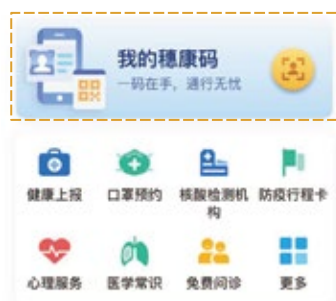 我的穗康码
一码在手，通行无忧
健康上报
口罩预约
核酸检测机
构
防疫行程卡
心理服务
医学常识
免费问诊
更多